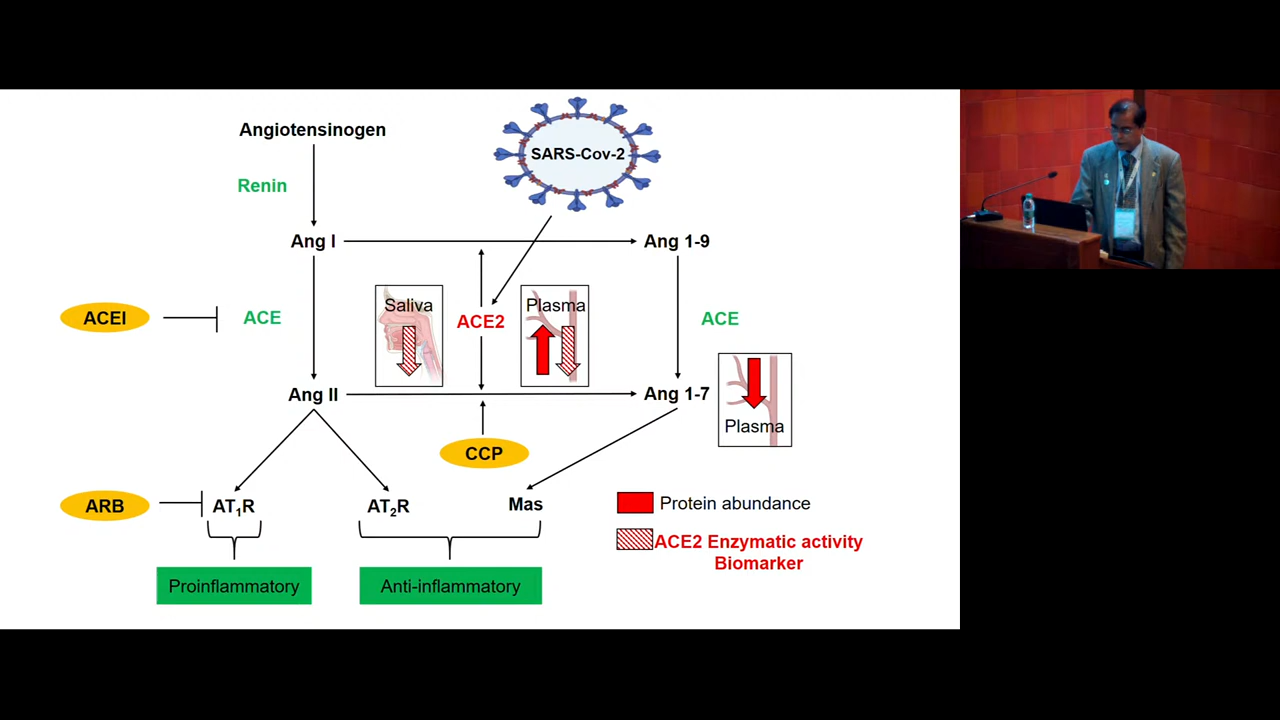 Angiotensinogen
SARS-Cov-2
Renin
Ang I
Ang 1-9
Saliva
Plasma
ACEI
ACE
ACE2
ACE
Ang II
Ang 1-7
Plasma
CCP
ARB
AT1R
AT2R
Mas
Protein abundance
ACE2 Enzymatic activity
Biomarker
Proinflammatory
Anti-inflammatory